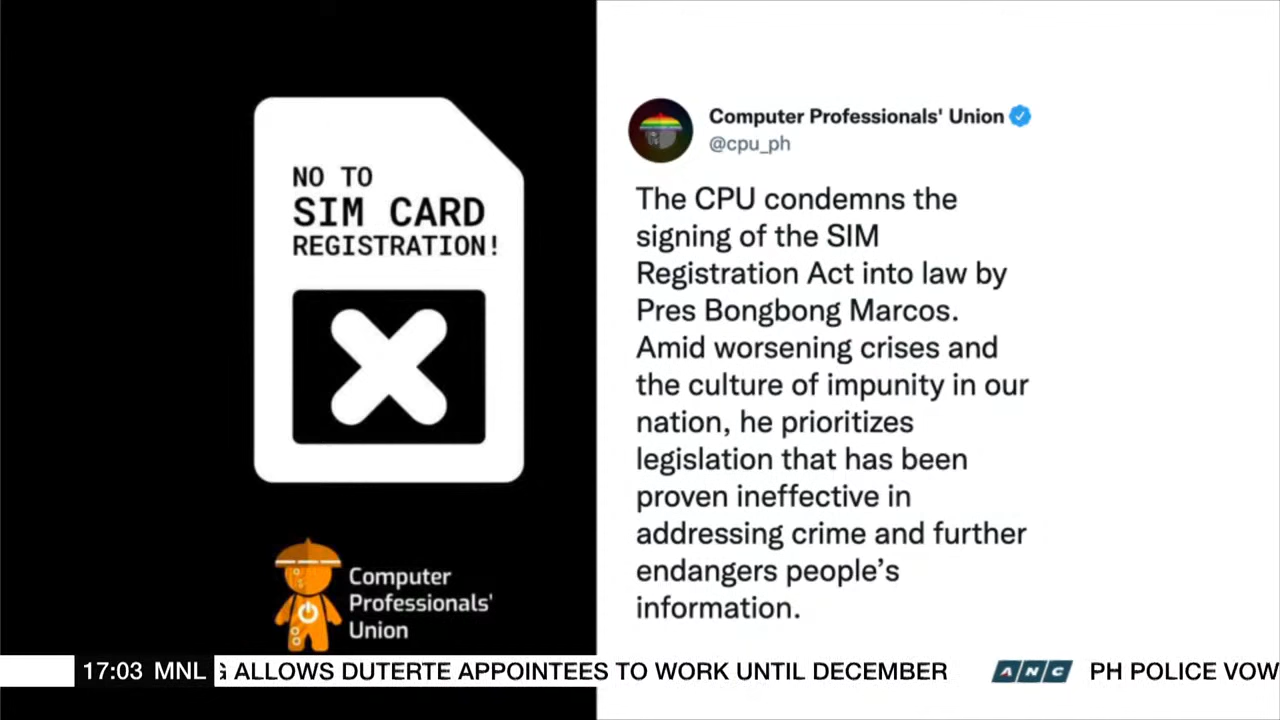 NO TO
SIM CARD
REGISTRATION!
Computer
Professionals'
Union
Computer Professionals' Union
@cpu_ph
The CPU condemns the
signing of the SIM
Registration Act into law by
Pres Bongbong Marcos.
Amid worsening crises and
the culture of impunity in our
nation, he prioritizes
legislation that has been
proven ineffective in
addressing crime and further
endangers people’s
information.
17:03 MNL ALLOWS DUTERTE APPOINTEES TO WORK UNTIL DECEMBER ANC PH POLICE VOW